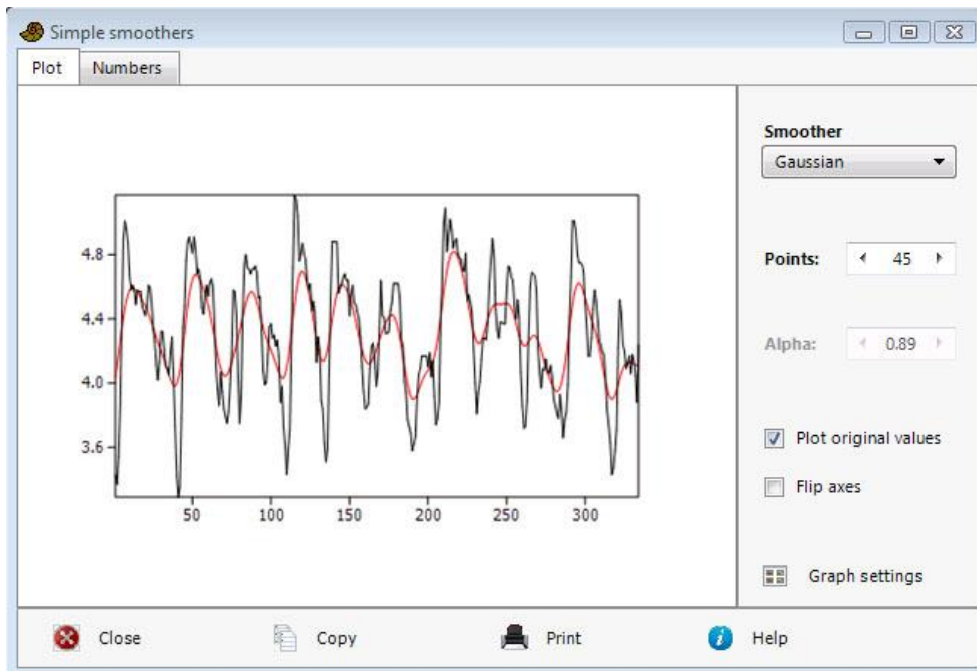 Simple smoothers
Plot Numbers
Smoother
Gaussian
Points: 45
Alpha: 0.89
Plot original values
Flip axes
Graph settings
4.8
4.4
4.0
3.6
50 100 150 200 250 300
Close Copy Print Help